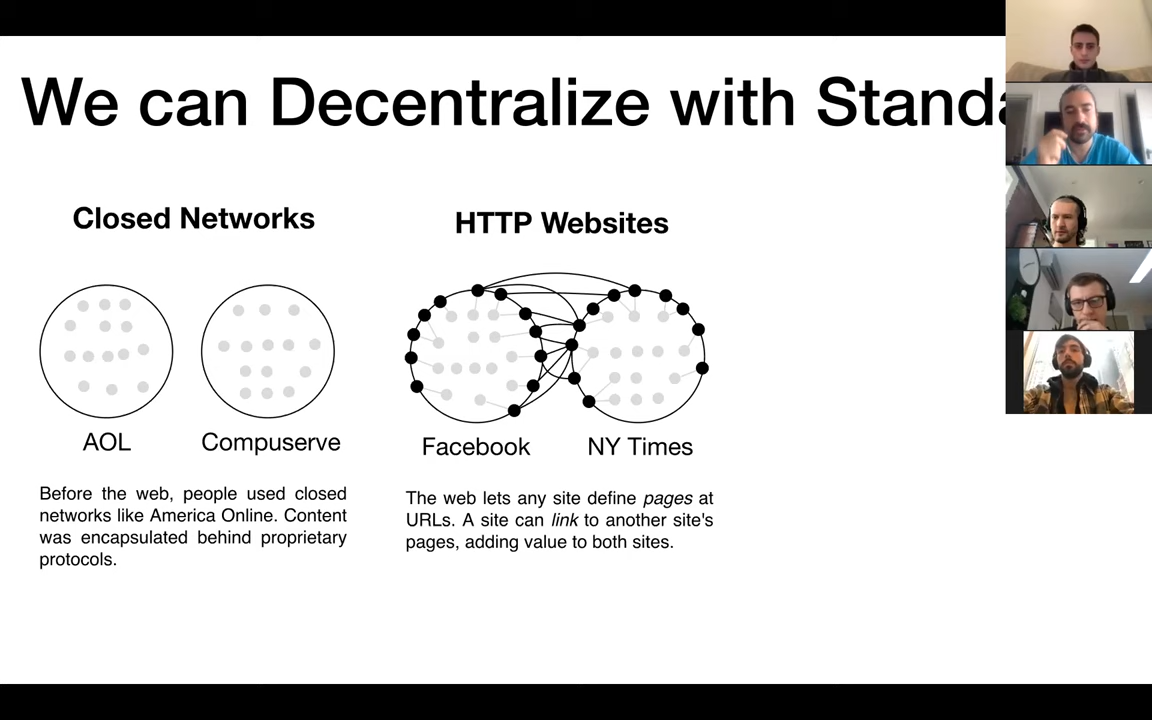 We can Decentralize with Standa
Closed Networks
HTTP Websites
AOL
Compuserve
Facebook
NY Times
Before the web, people used closed
networks like America Online. Content
was encapsulated behind proprietary
protocols.
The web lets any site define pages at
URLs. A site can link to another site's
pages, adding value to both sites.